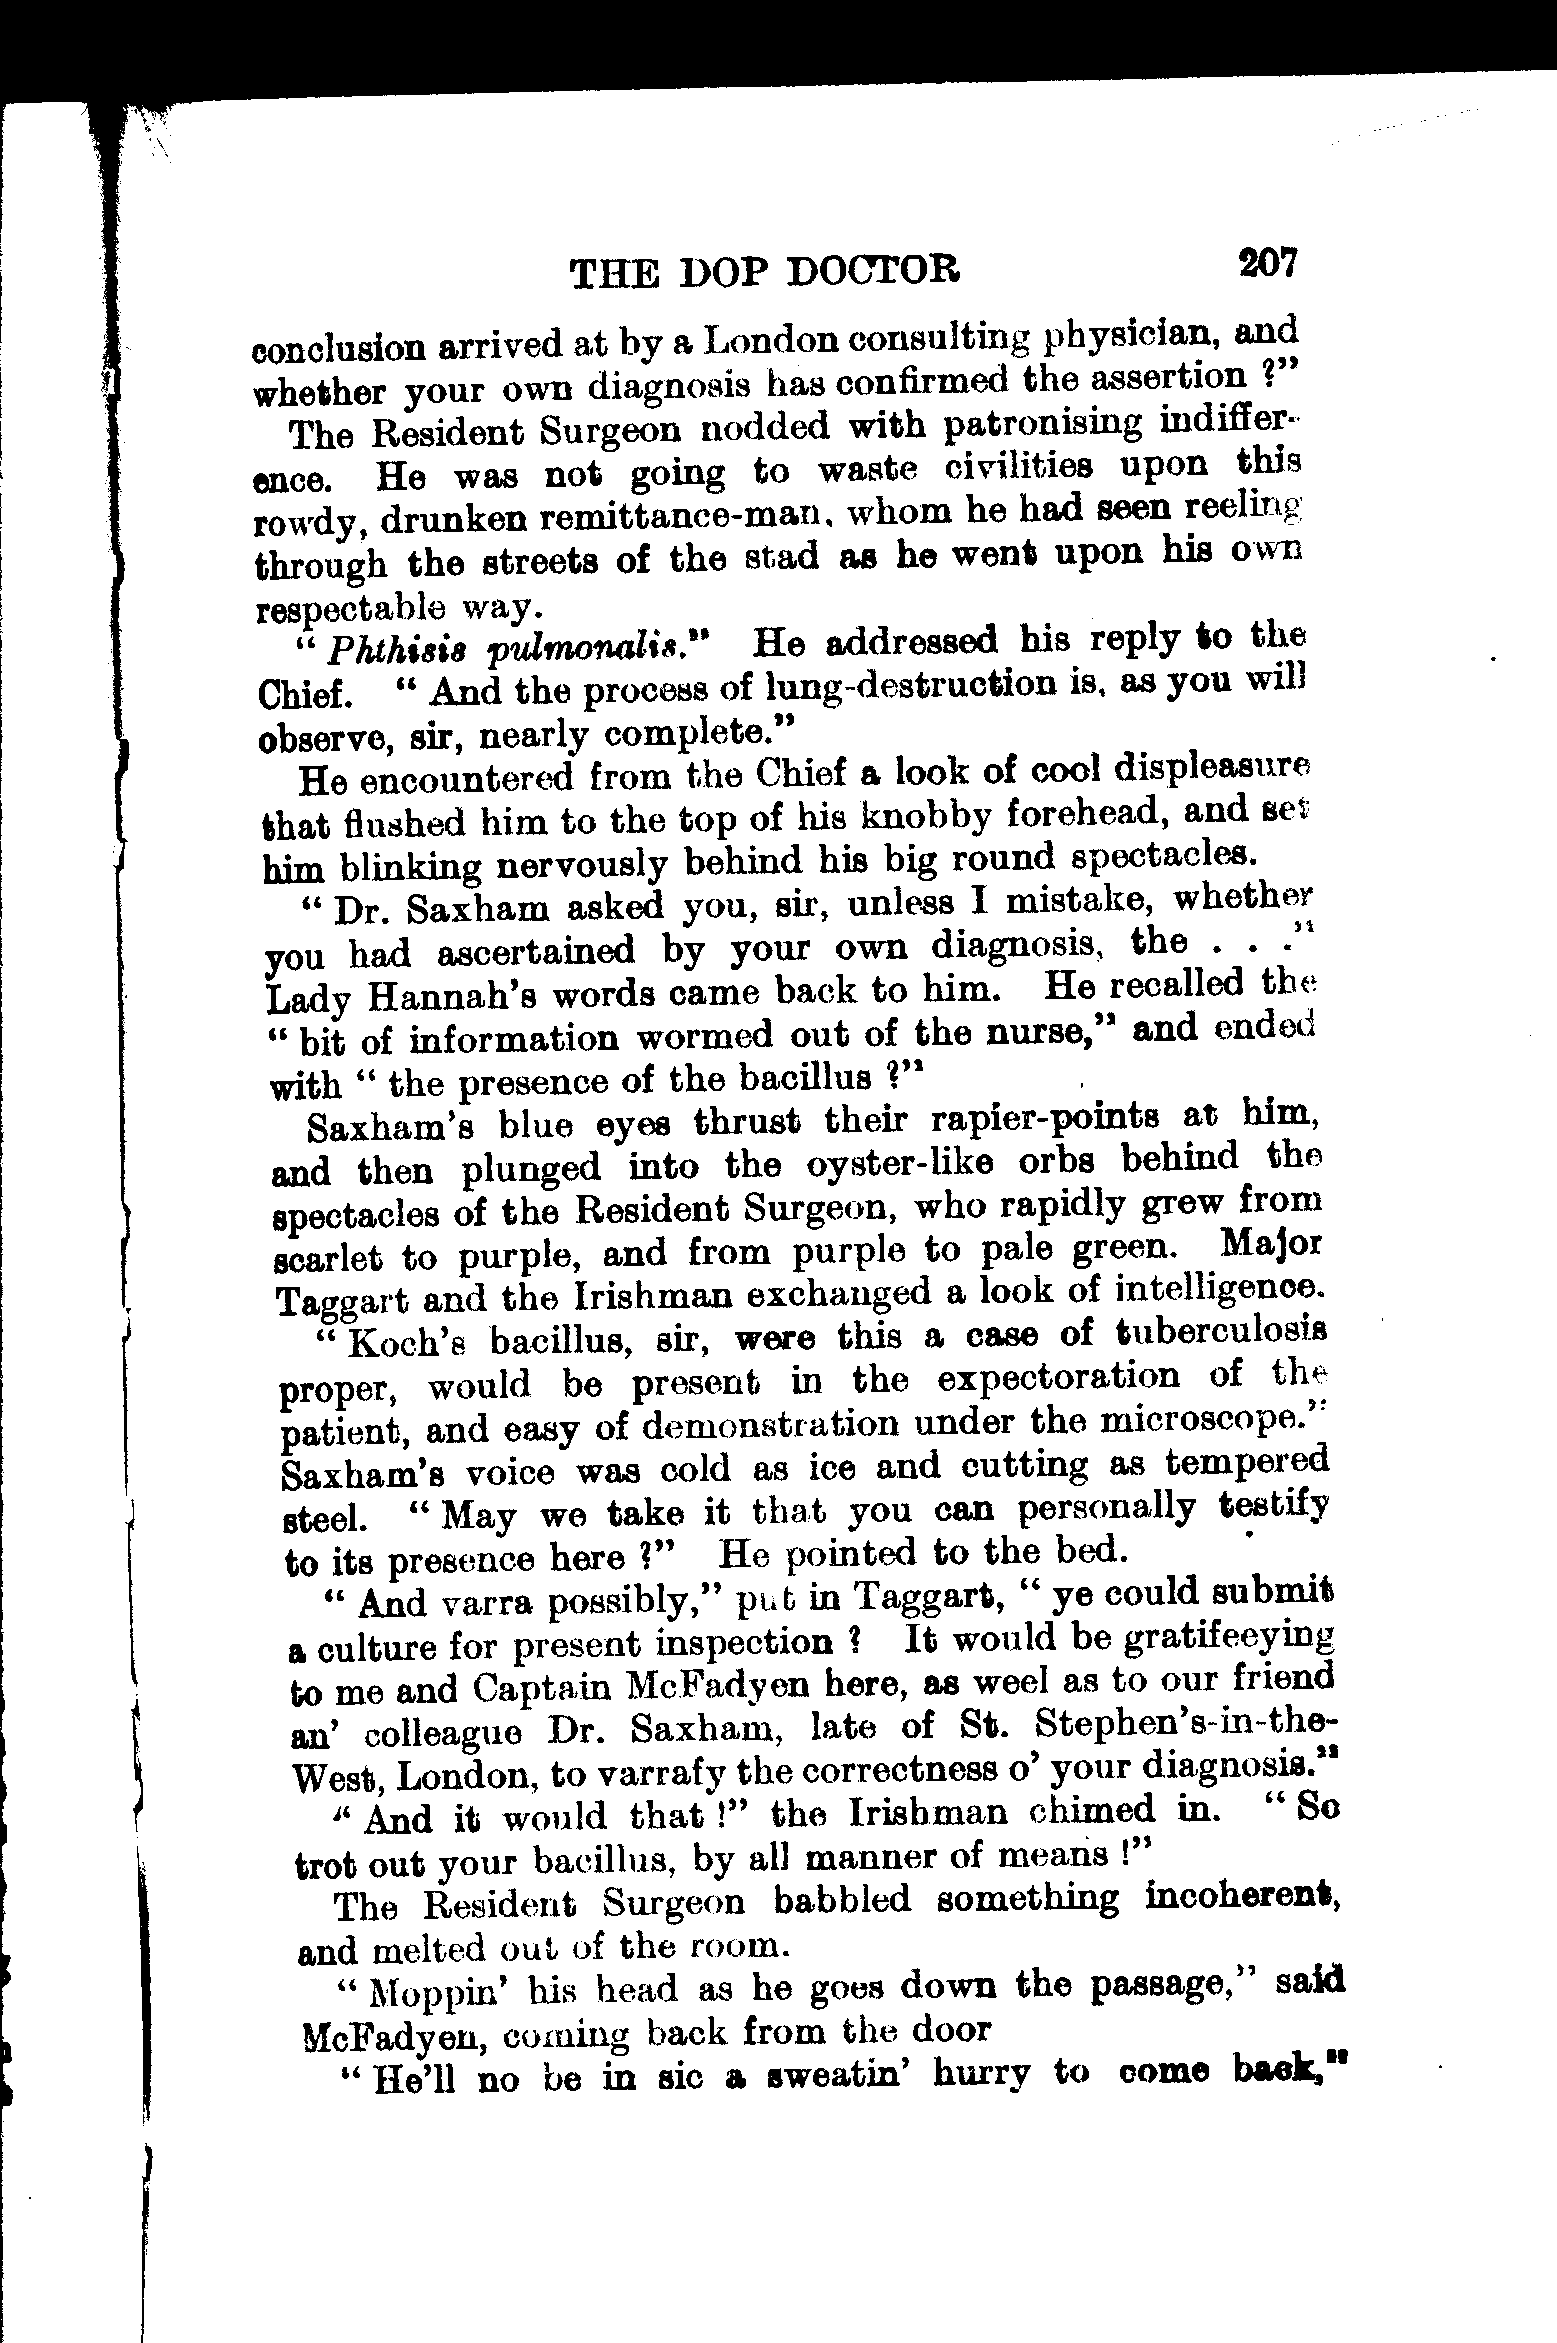 THE DOP DOCTOR 207
conclusion arrived at by a London consulting physician, and
whether your own diagnosis has confirmed the assertion ?"
The Resident Surgeon nodded with patronising indiffer-
ence. He was not going to waste civilities upon this
rowdy, drunken remittance-man, whom he had seen reeling
through the streets of the stad as he went upon his own
respectable way.
" Phthisis pulmonalis." He addressed his reply to the
Chief. " And the process of lung-destruction is, as you will
observe, sir, nearly complete."
He encountered from the Chief a look of cool displeasure
that flushed him to the top of his knobby forehead, and set
him blinking nervously behind his big round spectacles.
" Dr. Saxham asked you, sir, unless I mistake, whether
you had ascertained by your own diagnosis, the . . ."
Lady Hannah's words came back to him. He recalled the
" bit of information wormed out of the nurse," and ended
with " the presence of the bacillus ?"
Saxham's blue eyes thrust their rapier-points at him,
and then plunged into the oyster-like orbs behind the
spectacles of the Resident Surgeon, who rapidly grew from
scarlet to purple, and from purple to pale green. Major
Taggart and the Irishman exchanged a look of intelligence.
" Koch's bacillus, sir, were this a case of tuberculosis
proper, would be present in the expectoration of the
patient, and easy of demonstration under the microscope."
Saxham's voice was cold as ice and cutting as tempered
steel. " May we take it that you can personally testify
to its presence here ?" He pointed to the bed.
" And varra possibly," put in Taggart, " ye could submit
a culture for present inspection ? It would be gratifeeying
to me and Captain McFadyen here, as weel as to our friend
an' colleague Dr. Saxham, late of St. Stephen's-in-the-
West, London, to varrafy the correctness o' your diagnosis."
" And it would that !" the Irishman chimed in. " So
trot out your bacillus, by all manner of means !"
The Resident Surgeon babbled something incoherent,
and melted out of the room.
" Moppin' his head as he goes down the passage," said
McFadyen, coming back from the door
" He'll no be in sic a sweatin' hurry to come back,"